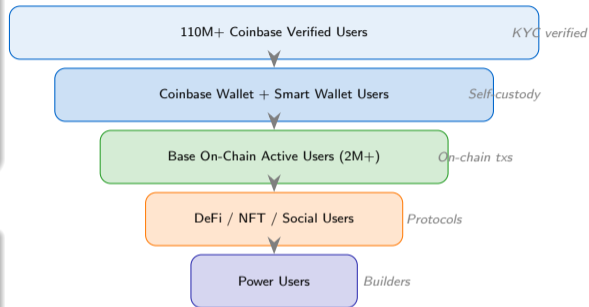 110M+ Coinbase Verified Users KYC verified
Coinbase Wallet + Smart Wallet Users Self-custody
Base On-Chain Active Users (2M+) On-chain txs
DeFi / NFT / Social Users Protocols
Power Users Builders